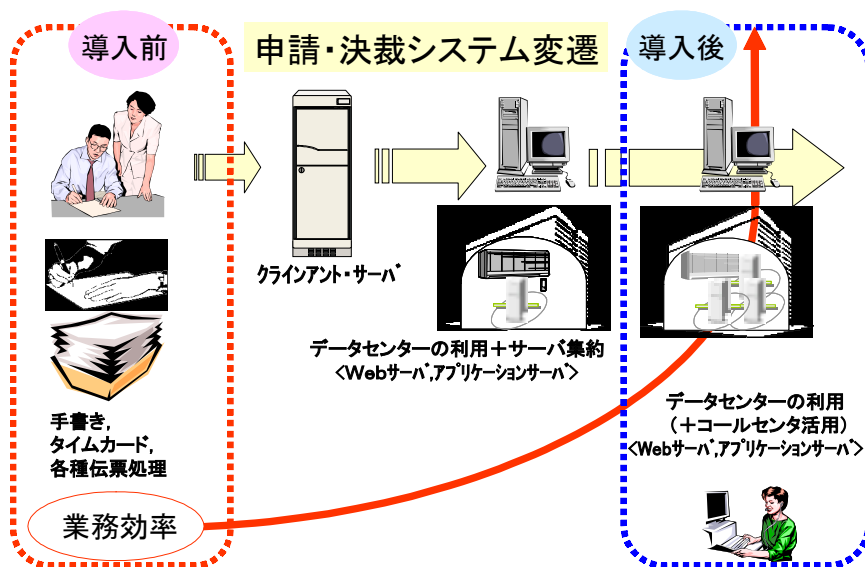 導入前
申請・決裁システム変遷
導入後
クラインアント・サーバ
データセンターの利用＋サーバ集約
<Webサーバ,アプリケーションサーバ>
手書き,
タイムカード,
各種伝票処理
データセンターの利用
(＋コールセンタ活用)
<Webサーバ,アプリケーションサーバ>
業務効率